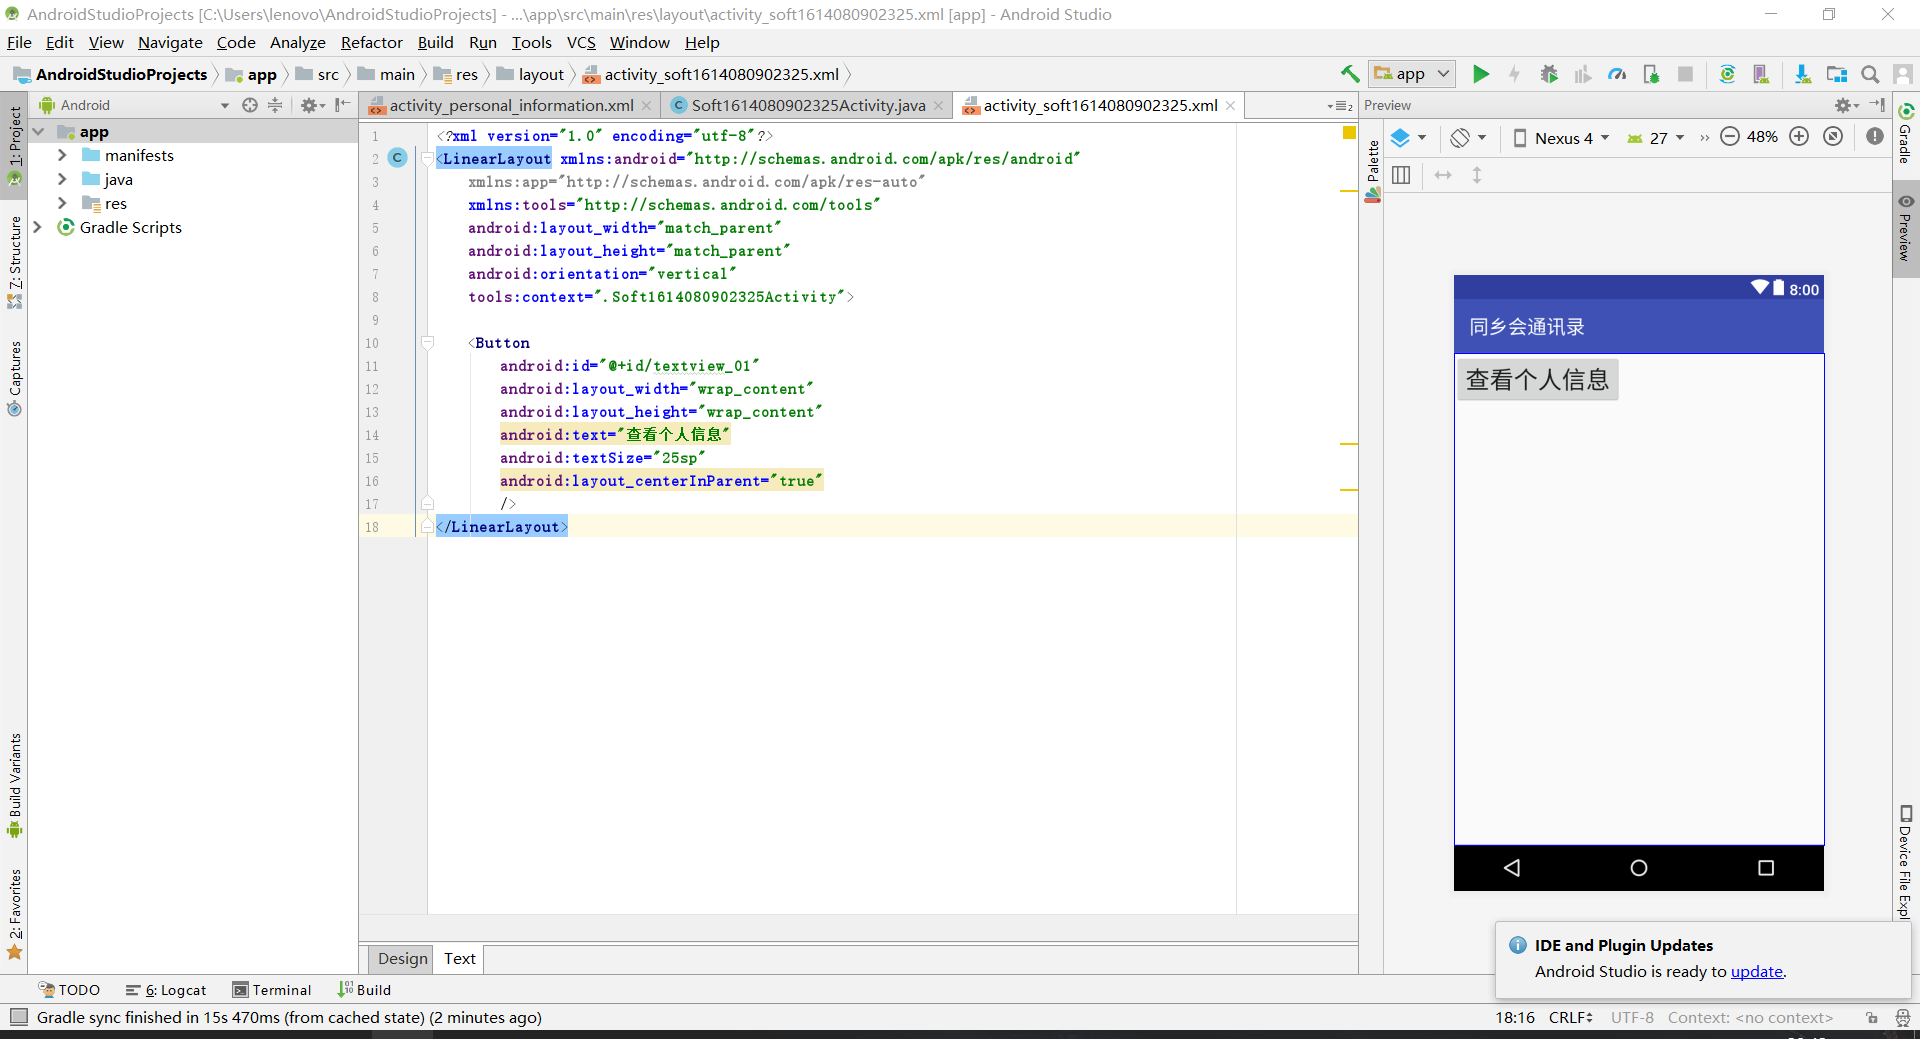 AndroidStudioProjects [C:\Users\lenovo\AndroidStudioProjects] - ...\app\src\main\res\layout\activity_soft1614080902325.xml [app] - Android Studio
File Edit View Navigate Code Analyze Refactor Build Run Tools VCS Window Help
AndroidStudioProjects app src main res layout activity_soft1614080902325.xml app
Android
activity_personal_information.xml Soft1614080902325Activity.java activity_soft1614080902325.xml
Preview
Nexus 4 27 48%
1: Project
7: Structure
Captures
Build Variants
2: Favorites
app
manifests
java
res
Gradle Scripts
1 <?xml version="1.0" encoding="utf-8"?>
2 <LinearLayout xmlns:android="http://schemas.android.com/apk/res/android"
3 xmlns:app="http://schemas.android.com/apk/res-auto"
4 xmlns:tools="http://schemas.android.com/tools"
5 android:layout_width="match_parent"
6 android:layout_height="match_parent"
7 android:orientation="vertical"
8 tools:context=".Soft1614080902325Activity">
9
10 <Button
11 android:id="@+id/textview_01"
12 android:layout_width="wrap_content"
13 android:layout_height="wrap_content"
14 android:text="查看个人信息"
15 android:textSize="25sp"
16 android:layout_centerInParent="true"
17 />
18 </LinearLayout>
Palette
8:00
同乡会通讯录
查看个人信息
Gradle
Preview
Device File Expl
Design Text
IDE and Plugin Updates
Android Studio is ready to update.
TODO 6: Logcat Terminal Build
Gradle sync finished in 15s 470ms (from cached state) (2 minutes ago)
18:16 CRLF UTF-8 Context: <no context>